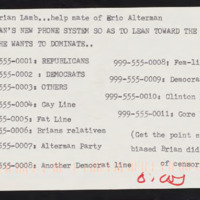 rian Lamb...help mate of Eric Alterman
AN'S NEW PHONE SYSTEM SO AS TO LEAN TOWARD THE
HE WANTS TO DOMINATE..
555-0001: REPUBLICANS 999-555-0008: Fem-li
555-0002 : DEMOCRATS 999-555-0009: Democra
555-0003: OTHERS
555-0004: Gay Line 999-555-0010: Clinton
555-0005: Fat Line 999-555-0011: Gore
555-0006: Brians relatives
555-0007: Alterman Party (Get the point s
555-0008: Another Democrat line biased Brian did
of censor